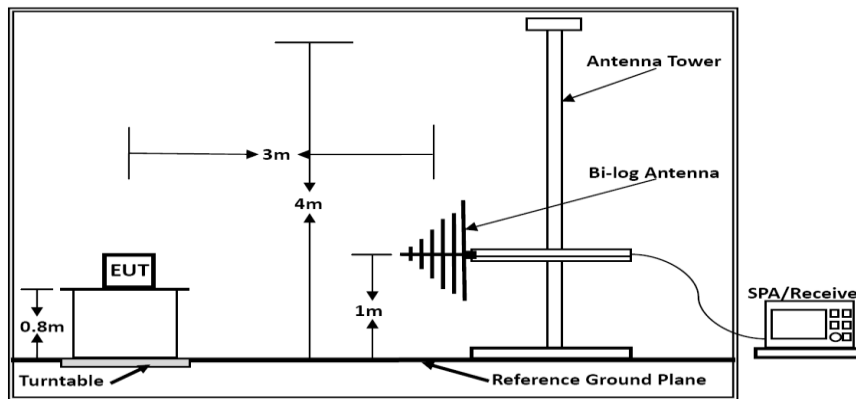 Antenna Tower
3m
Bi-log Antenna
4m
EUT
SPA/Receive
1m
0.8m
Turntable
Reference Ground Plane